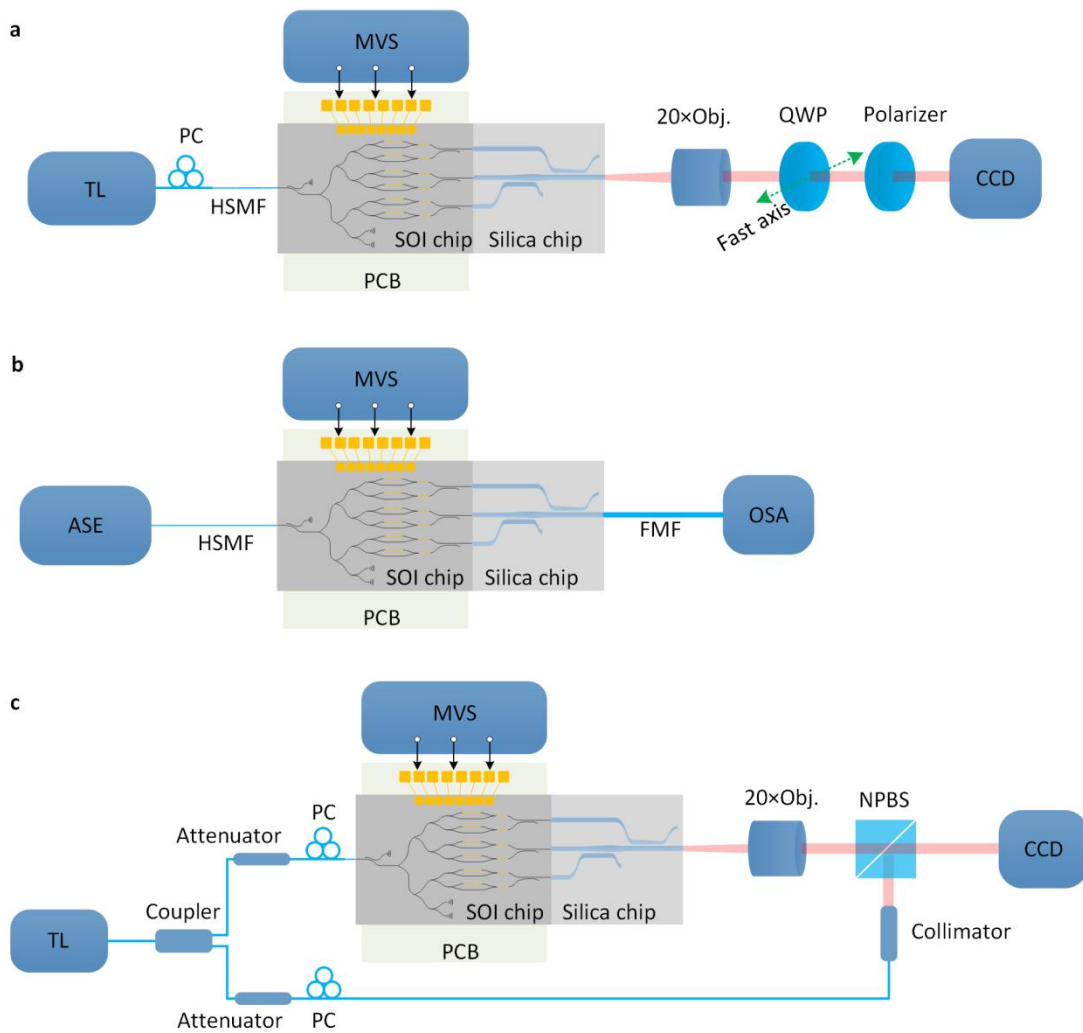 a
MVS
PC
20×Obj.
QWP
Polarizer
TL
CCD
HSMF
Fast axis
SOI chip
Silica chip
PCB
b
MVS
ASE
OSA
HSMF
FMF
SOI chip
Silica chip
PCB
c
MVS
PC
20×Obj.
NPBS
Attenuator
CCD
Coupler
SOI chip
Silica chip
TL
Collimator
PCB
Attenuator
PC